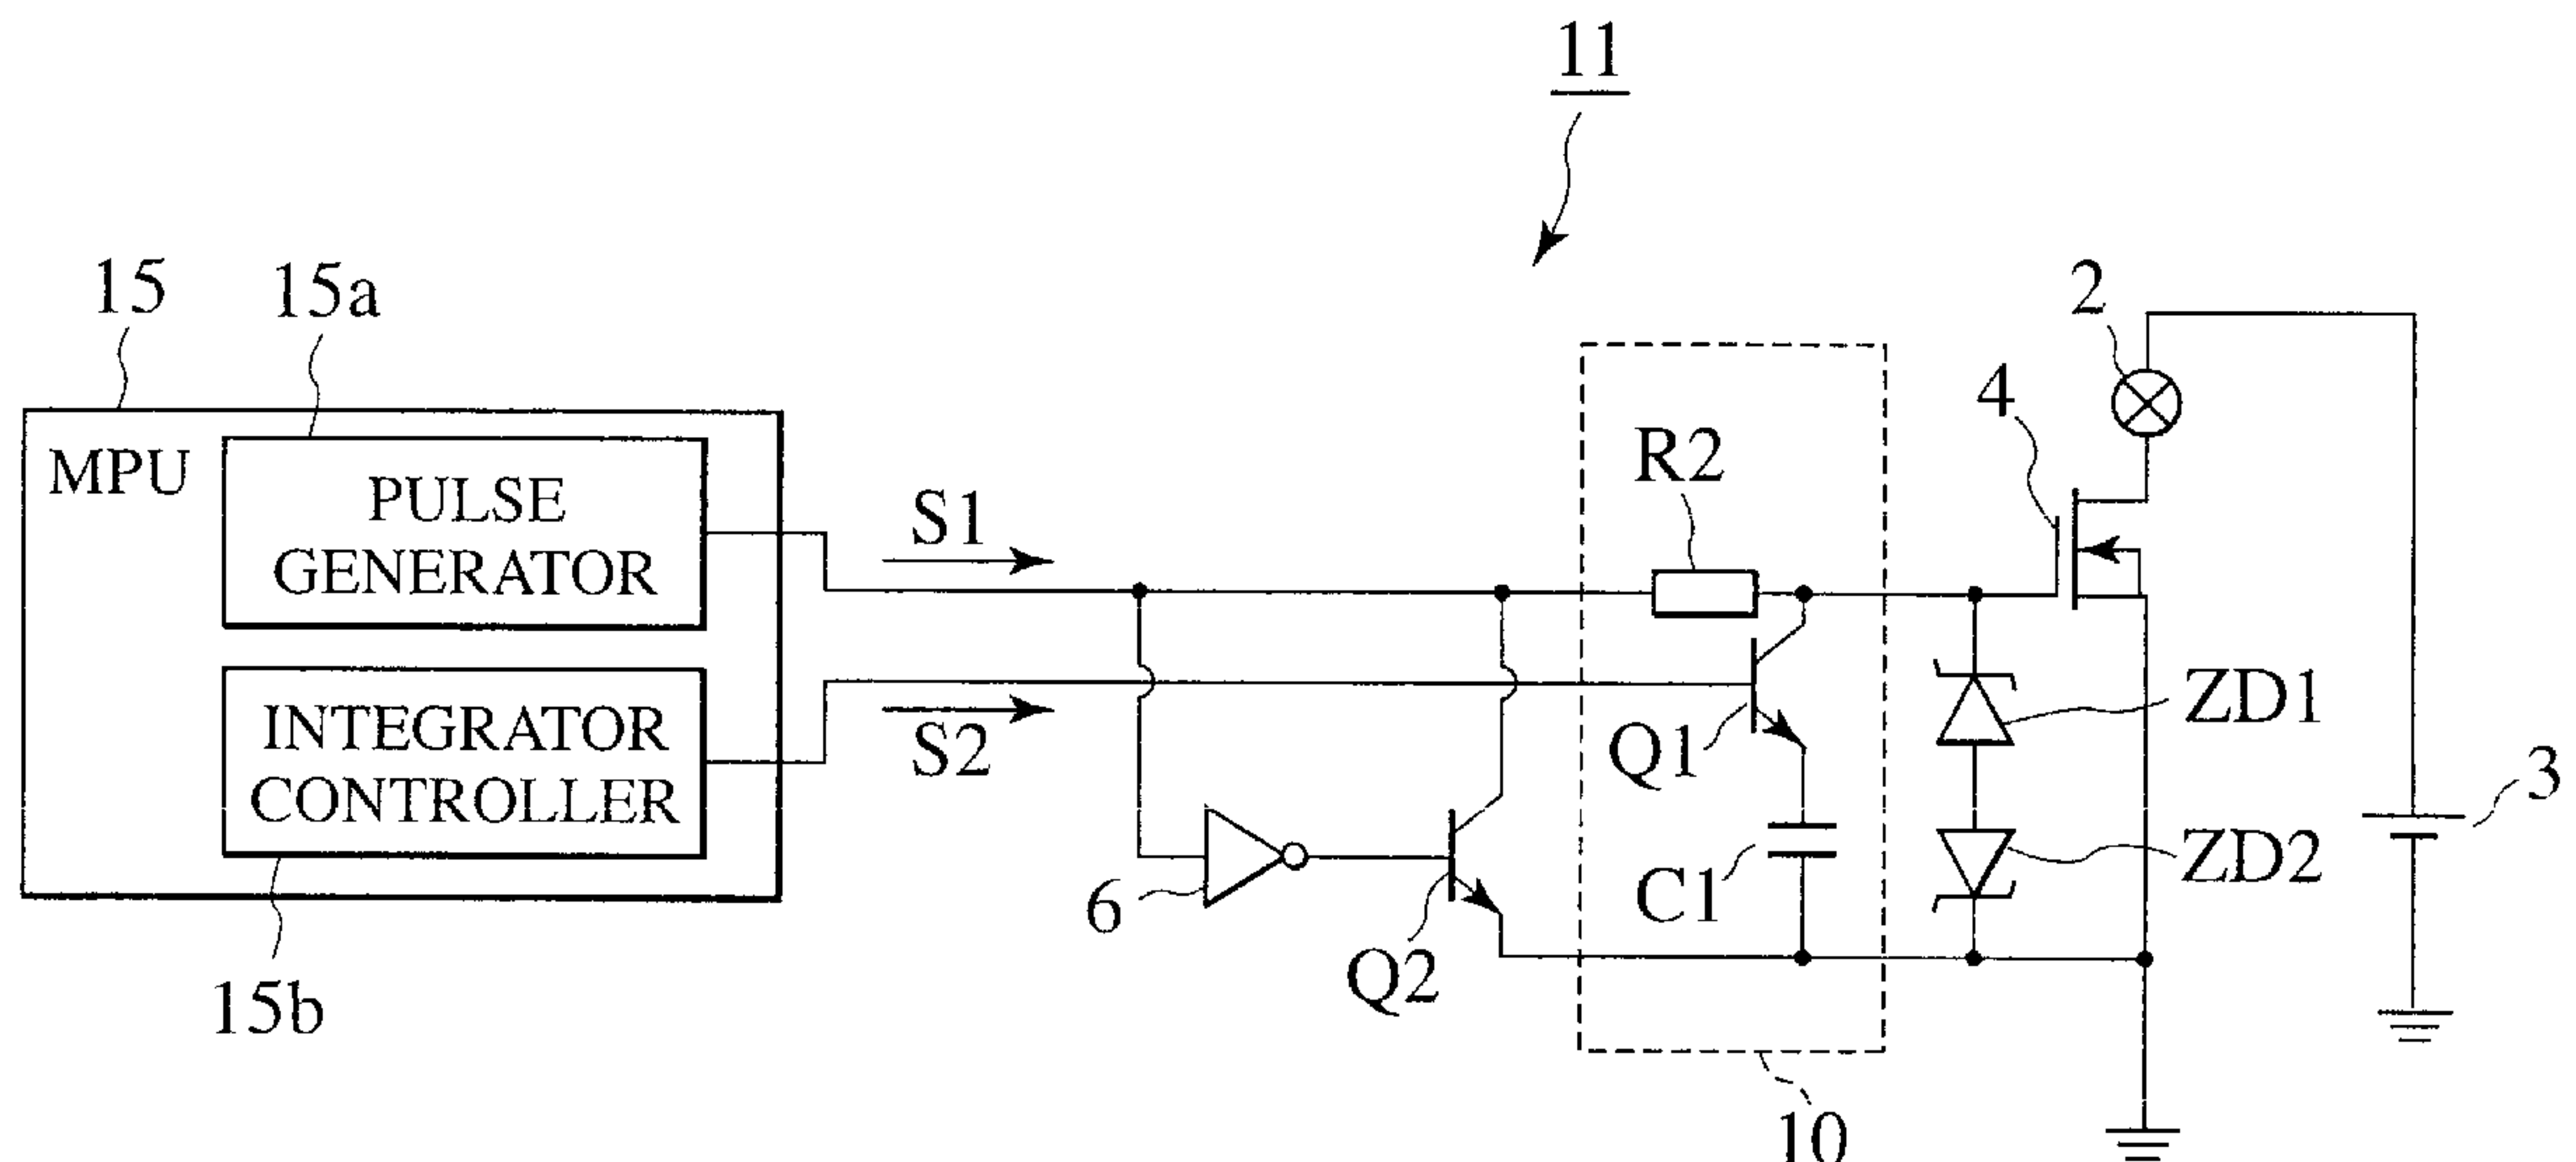 11
15
15a
2
4
MPU
PULSE
GENERATOR
R2
S1
INTEGRATOR
CONTROLLER
S2
Q1
ZD1
3
C1
ZD2
6
Q2
15b
10